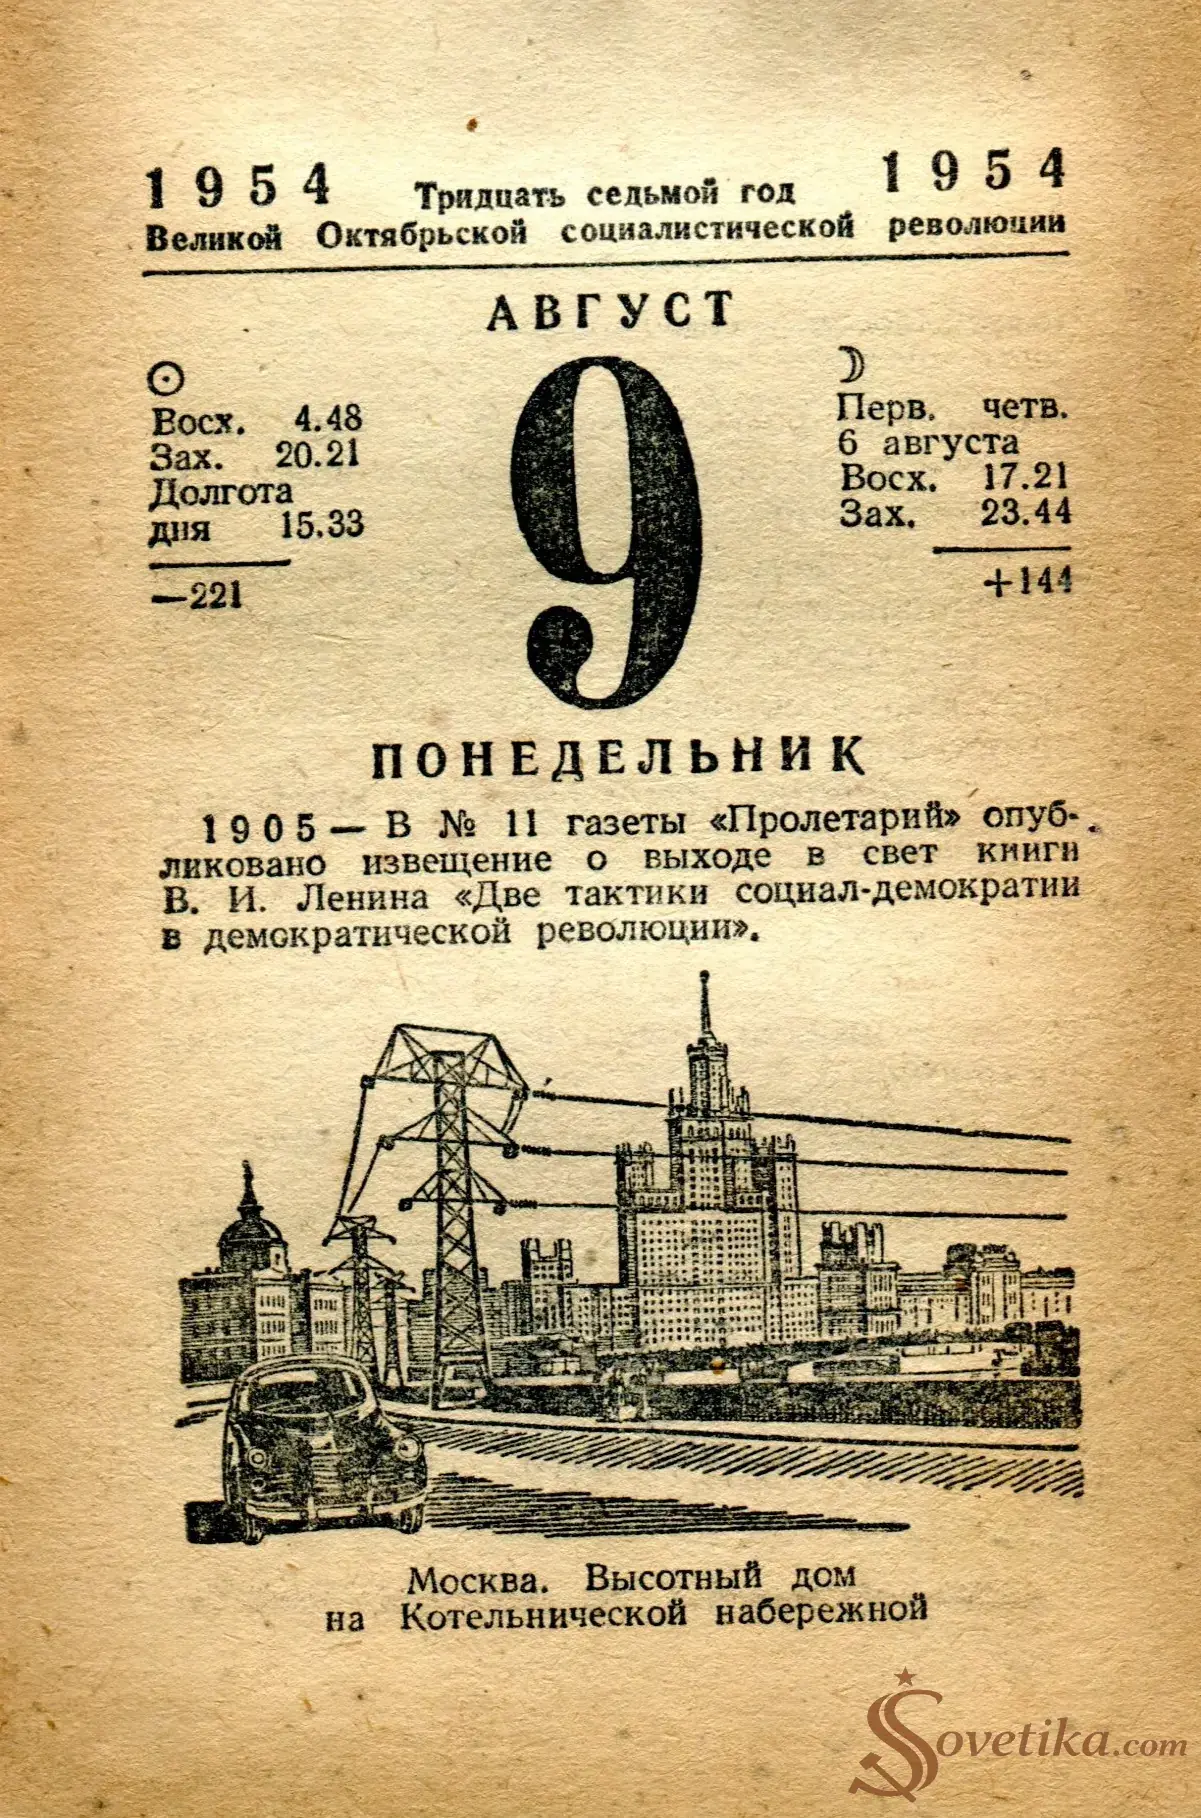 1954 Тридцать седьмой год 1954
Великой Октябрьской социалистической революции
АВГУСТ
Восх. 4.48
Зах. 20.21
Долгота
дня 15.33
—221
9
Перв. четв.
6 августа
Восх. 17.21
Зах. 23.44
+144
ПОНЕДЕЛЬНИК
1905— В № 11 газеты «Пролетарий» опуб-
ликовано извещение о выходе в свет книги
В. И. Ленина «Две тактики социал-демократии
в демократической революции».
Москва. Высотный дом
на Котельнической набережной
Sovetika.com